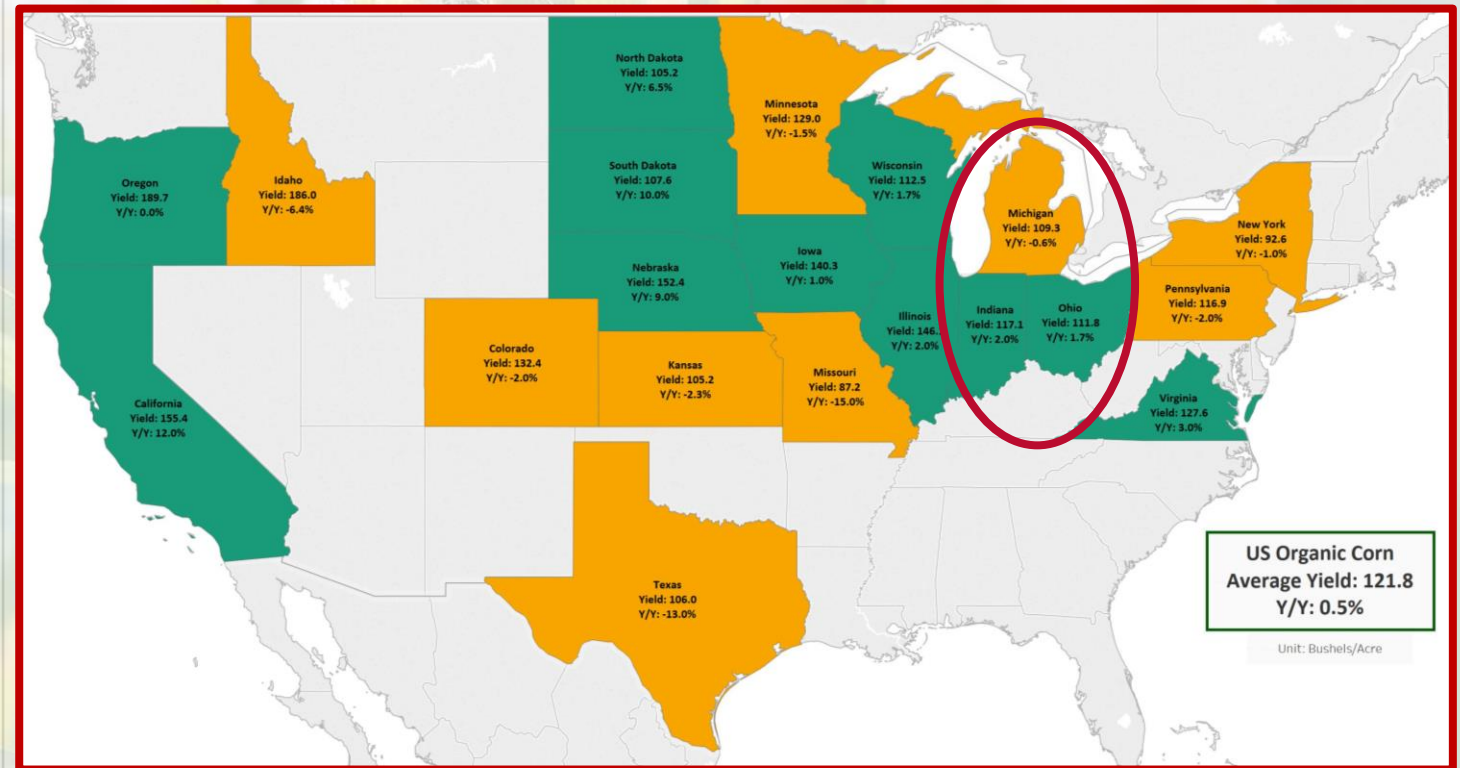 North Dakota
Yield: 105.2
Y/Y: 6.5%
Minnesota
Yield: 129.0
Y/Y: -1.5%
Oregon
Yield: 189.7
Y/Y: 0.0%
Idaho
Yield: 186.0
Y/Y: -6.4%
South Dakota
Yield: 107.6
Y/Y: 10.0%
Wisconsin
Yield: 112.5
Y/Y: 1.7%
Michigan
Yield: 109.3
Y/Y: -0.6%
New York
Yield: 92.6
Y/Y: -1.0%
Nebraska
Yield: 152.4
Y/Y: 9.0%
Iowa
Yield: 140.3
Y/Y: 1.0%
Illinois
Yield: 146.
Y/Y: 2.0%
Indiana
Yield: 117.1
Y/Y: 2.0%
Ohio
Yield: 111.8
Y/Y: 1.7%
Pennsylvania
Yield: 116.9
Y/Y: -2.0%
Colorado
Yield: 132.4
Y/Y: -2.0%
Kansas
Yield: 105.2
Y/Y: -2.3%
Missouri
Yield: 87.2
Y/Y: -15.0%
California
Yield: 155.4
Y/Y: 12.0%
Virginia
Yield: 127.6
Y/Y: 3.0%
Texas
Yield: 106.0
Y/Y: -13.0%
US Organic Corn
Average Yield: 121.8
Y/Y: 0.5%
Unit: Bushels/Acre